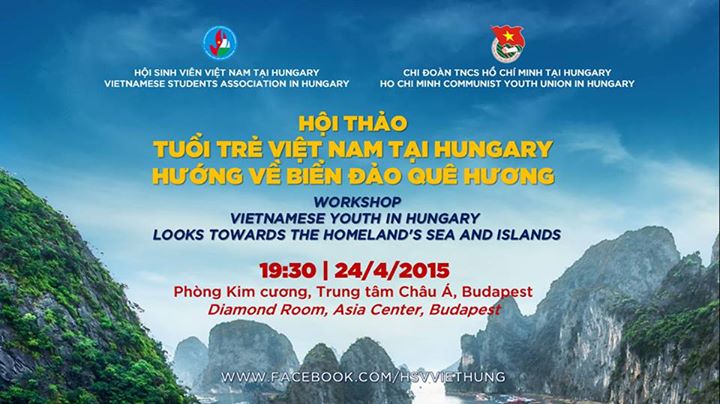 HỘI SINH VIÊN VIỆT NAM TẠI HUNGARY
VIETNAMESE STUDENTS ASSOCIATION IN HUNGARY
CHI ĐOÀN TNCS HỒ CHÍ MINH TẠI HUNGARY
HO CHI MINH COMMUNIST YOUTH UNION IN HUNGARY
HỘI THẢO
TUỔI TRẺ VIỆT NAM TẠI HUNGARY
HƯỚNG VỀ BIỂN ĐẢO QUÊ HƯƠNG
WORKSHOP
VIETNAMESE YOUTH IN HUNGARY
LOOKS TOWARDS THE HOMELAND'S SEA AND ISLANDS
19:30 | 24/4/2015
Phòng Kim cương, Trung tâm Châu Á, Budapest
Diamond Room, Asia Center, Budapest
WWW.FACEBOOK.COM/HSVVIETHUNG